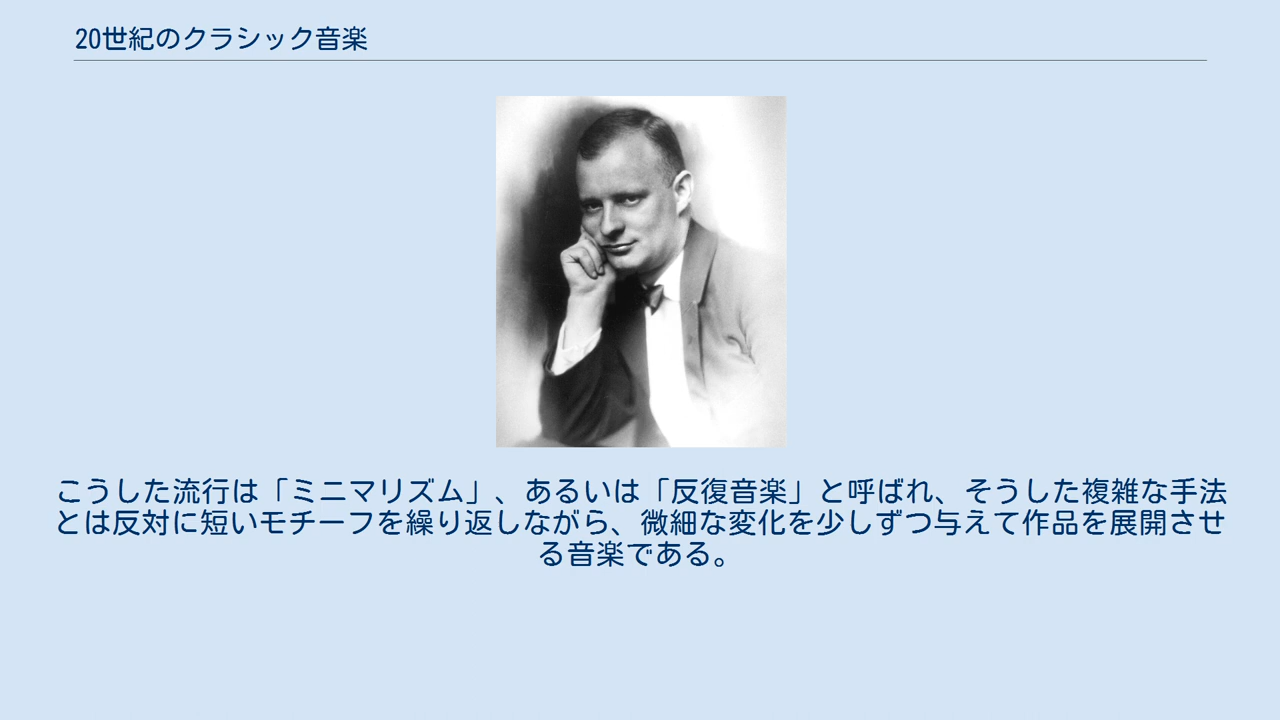 20世紀のクラシック音楽
こうした流行は「ミニマリズム」、あるいは「反復音楽」と呼ばれ、そうした複雑な手法
とは反対に短いモチーフを繰り返しながら、微細な変化を少しずつ与えて作品を展開させ
る音楽である。